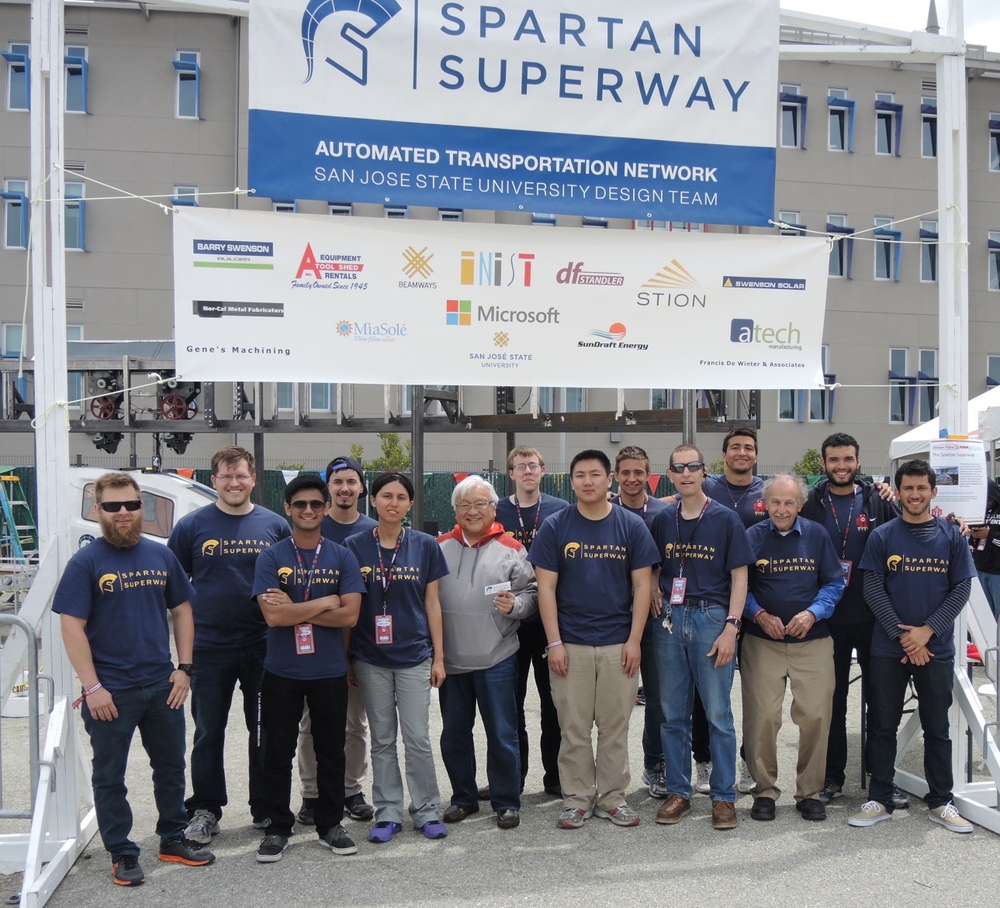 SPARTAN
SUPERWAY
AUTOMATED TRANSPORTATION NETWORK
SAN JOSE STATE UNIVERSITY DESIGN TEAM
BARRY SWENSON
BUILDER
A EQUIPMENT
TOOL SHED
INC. RENTALS
Family Owned Since 1945
BEAMWAYS
iNiST
df STANDLER
STION
SWENSON SOLAR
Nor-Cal Metal Fabricators
MiaSolé
Thin-film solar
Microsoft
SunDraft Energy
atech
manufacturing
Gene's Machining
SAN JOSÉ STATE
UNIVERSITY
Francis De Winter & Associates
The Spartan Superway
SPARTAN
SUPERWAY
SPARTAN
SUPERWAY
SPARTAN
SUPERWAY
SPARTAN
SUPERWAY
SPARTAN
SUPERWAY
SPARTAN
SUPERWAY
SPARTAN
SUPERWAY
SPARTAN
SUPERWAY